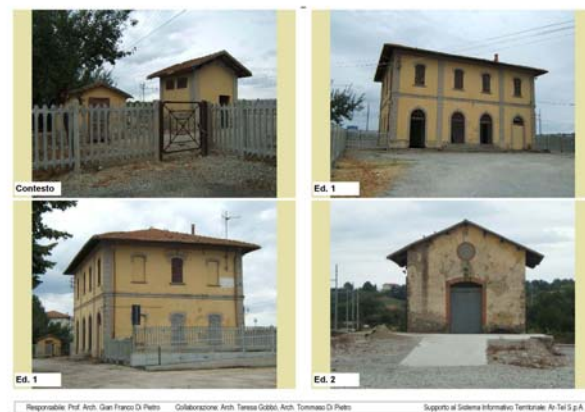 Contesto
Ed. 1
Ed. 1
Ed. 2
Responsabile: Prof. Arch. Gian Franco Di Pietro Collaborazione: Arch. Teresa Gobbò, Arch. Tommaso Di Pietro Supporto al Sistema Informativo Territoriale: Ar-Tel S.p.A.